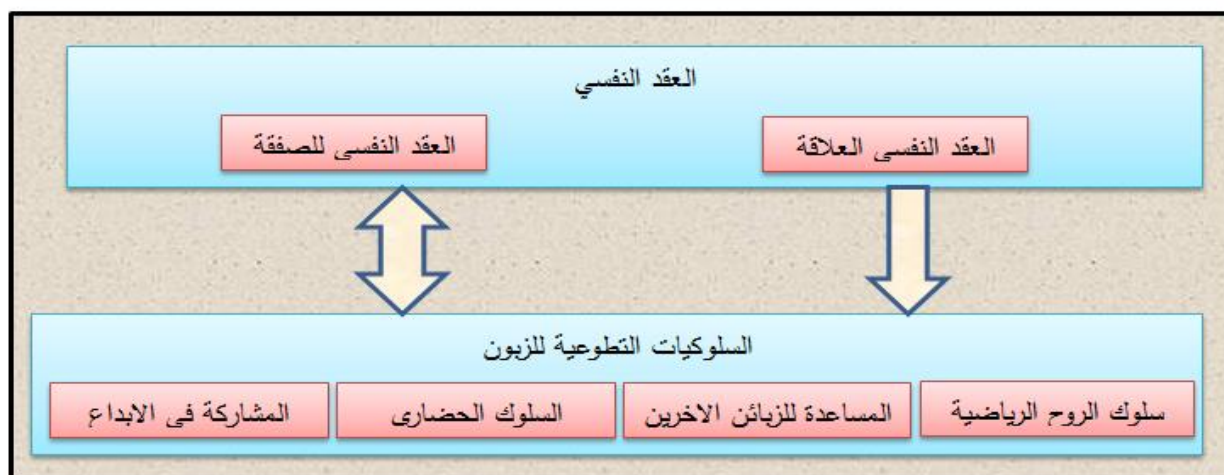 العقد النفسي
العقد النفسى العلاقة
العقد النفسى للصفقة
السلوكيات التطوعية للزبون
سلوك الروح الرياضية
المساعدة للزبائن الاخرين
السلوك الحضارى
المشاركة فى الابداع